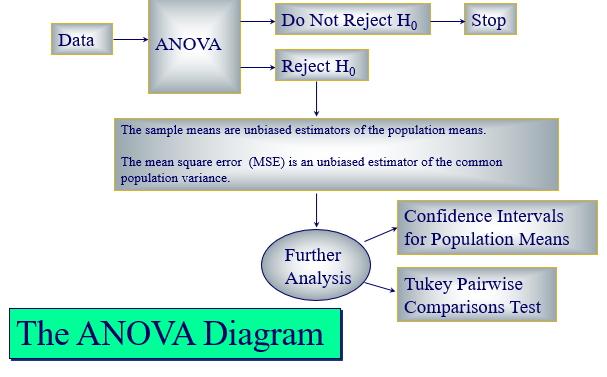 Do Not Reject H₀
Stop
Data
ANOVA
Reject H₀
The sample means are unbiased estimators of the population means.
The mean square error (MSE) is an unbiased estimator of the common
population variance.
Confidence Intervals
for Population Means
Further
Analysis
Tukey Pairwise
Comparisons Test
The ANOVA Diagram